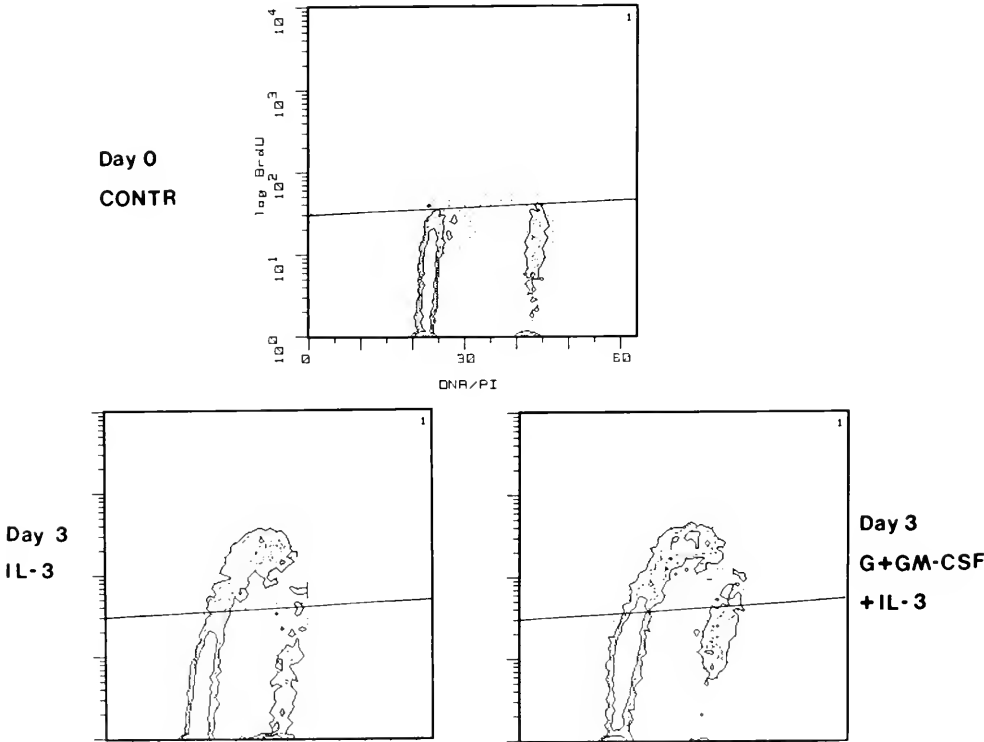 1
10^4
10^3
10^2
10^1
10^0
log BrdU
0
30
60
DNA/PI
Day 0
CONTR
1
Day 3
IL-3
1
Day 3
G+GM-CSF
+IL-3